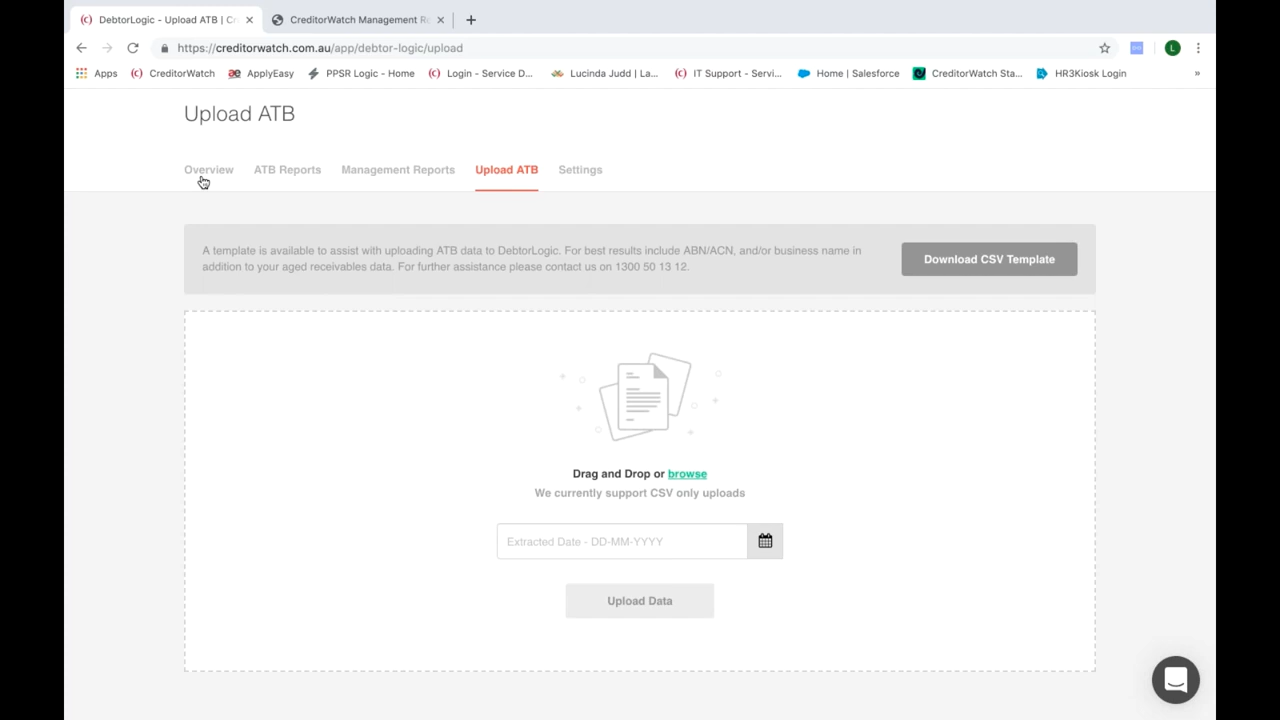 DebtorLogic - Upload ATB | Cr
CreditorWatch Management Re
https://creditorwatch.com.au/app/debtor-logic/upload
L
Apps
CreditorWatch
ApplyEasy
PPSR Logic - Home
Login - Service D...
Lucinda Judd | La...
IT Support - Servi...
Home | Salesforce
CreditorWatch Sta...
HR3Kiosk Login
»
Upload ATB
Overview
ATB Reports
Management Reports
Upload ATB
Settings
A template is available to assist with uploading ATB data to DebtorLogic. For best results include ABN/ACN, and/or business name in
addition to your aged receivables data. For further assistance please contact us on 1300 50 13 12.
Download CSV Template
Drag and Drop or browse
We currently support CSV only uploads
Extracted Date - DD-MM-YYYY
Upload Data